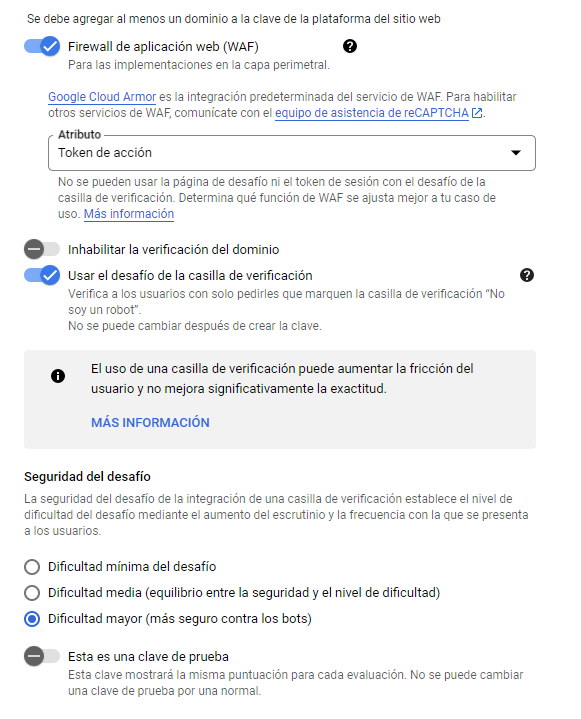 Se debe agregar al menos un dominio a la clave de la plataforma del sitio web
Firewall de aplicación web (WAF)
Para las implementaciones en la capa perimetral.
Google Cloud Armor es la integración predeterminada del servicio de WAF. Para habilitar
otros servicios de WAF, comunícate con el equipo de asistencia de reCAPTCHA.
Atributo
Token de acción
No se pueden usar la página de desafío ni el token de sesión con el desafío de la
casilla de verificación. Determina qué función de WAF se ajusta mejor a tu caso de
uso. Más información
Inhabilitar la verificación del dominio
Usar el desafío de la casilla de verificación
Verifica a los usuarios con solo pedirles que marquen la casilla de verificación “No
soy un robot”.
No se puede cambiar después de crear la clave.
El uso de una casilla de verificación puede aumentar la fricción del
usuario y no mejora significativamente la exactitud.
MÁS INFORMACIÓN
Seguridad del desafío
La seguridad del desafío de la integración de una casilla de verificación establece el nivel de
dificultad del desafío mediante el aumento del escrutinio y la frecuencia con la que se presenta
a los usuarios.
Dificultad mínima del desafío
Dificultad media (equilibrio entre la seguridad y el nivel de dificultad)
Dificultad mayor (más seguro contra los bots)
Esta es una clave de prueba
Esta clave mostrará la misma puntuación para cada evaluación. No se puede cambiar
una clave de prueba por una normal.